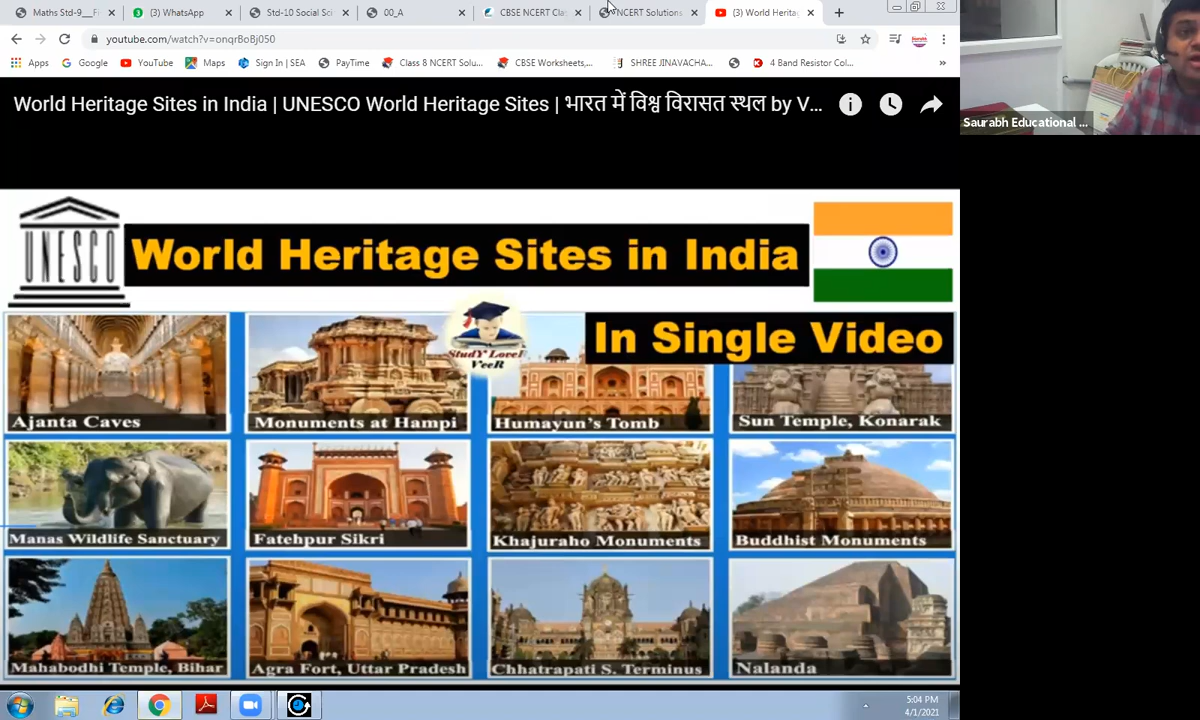 Maths Std-9__Fi
(3) WhatsApp
Std-10 Social Sci
00_A
CBSE NCERT Clas
NCERT Solutions
(3) World Heritag
youtube.com/watch?v=onqrBoBj050
Apps
Google
YouTube
Maps
Sign In | SEA
PayTime
Class 8 NCERT Solu...
CBSE Worksheets,...
SHREE JINAVACHA...
4 Band Resistor Col...
»
World Heritage Sites in India | UNESCO World Heritage Sites | भारत में विश्व विरासत स्थल by V...
Saurabh Educational ...
UNESCO
World Heritage Sites in India
In Single Video
StudY LoveR
VeeR
Ajanta Caves
Monuments at Hampi
Humayun's Tomb
Sun Temple, Konarak
Manas Wildlife Sanctuary
Fatehpur Sikri
Khajuraho Monuments
Buddhist Monuments
Mahabodhi Temple, Bihar
Agra Fort, Uttar Pradesh
Chhatrapati S. Terminus
Nalanda
5:04 PM
4/1/2021